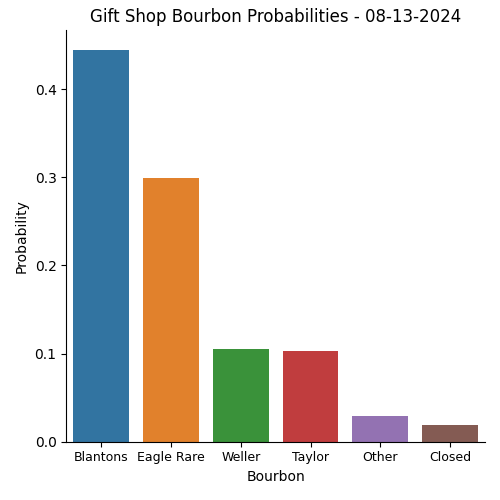 Gift Shop Bourbon Probabilities - 08-13-2024
0.4
0.3
0.2
0.1
0.0
Probability
Blantons Eagle Rare Weller Taylor Other Closed
Bourbon